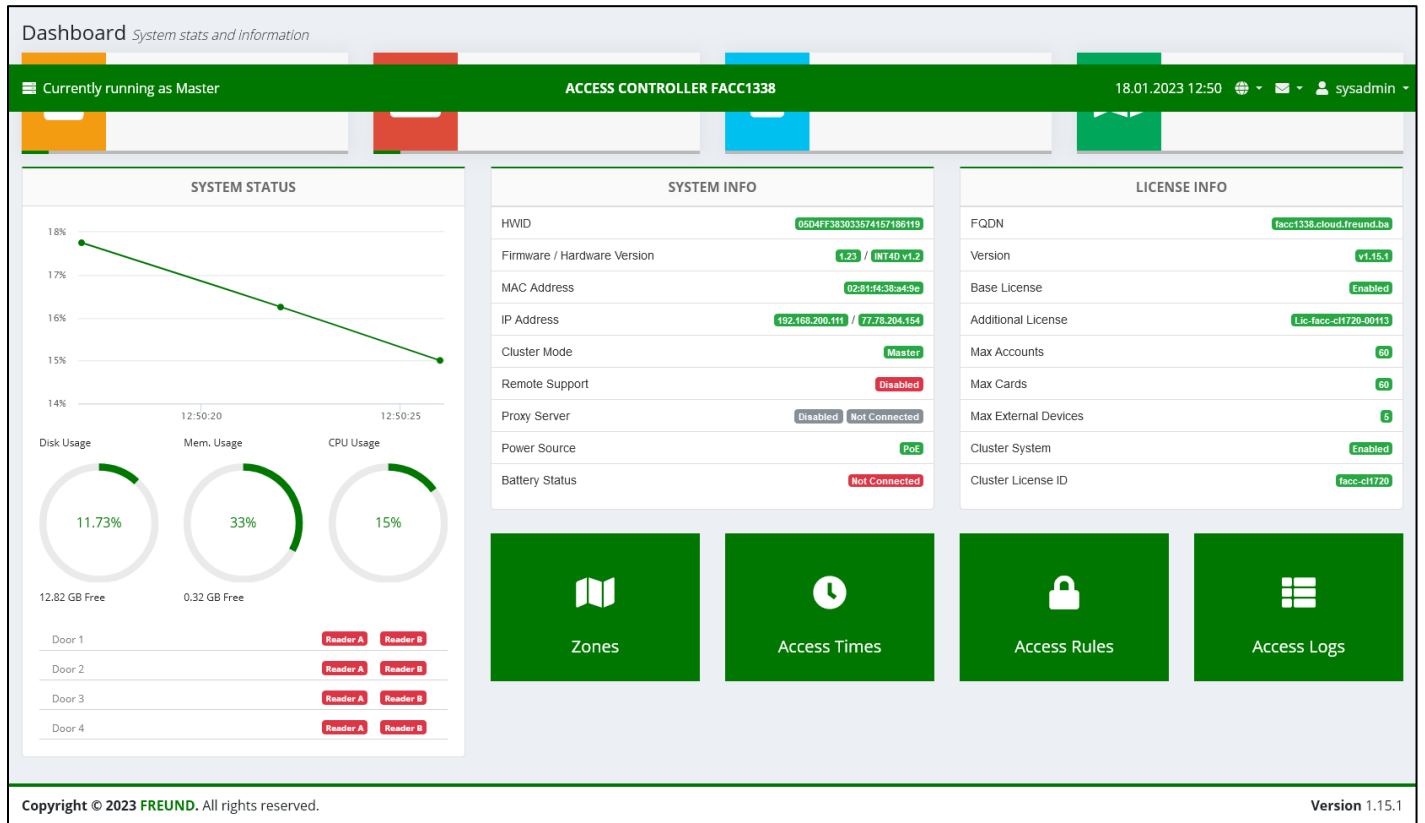 Dashboard System stats and information
Currently running as Master
ACCESS CONTROLLER FACC1338
18.01.2023 12:50
sysadmin
SYSTEM STATUS
18%
17%
16%
15%
14%
12:50:20 12:50:25
Disk Usage Mem. Usage CPU Usage
11.73% 33% 15%
12.82 GB Free 0.32 GB Free
Door 1 Reader A Reader B
Door 2 Reader A Reader B
Door 3 Reader A Reader B
Door 4 Reader A Reader B
SYSTEM INFO
HWID 05D4FF383033574157186119
Firmware / Hardware Version 1.23 / INT4D v1.2
MAC Address 02:81:f4:38:a4:9e
IP Address 192.168.200.111 / 77.78.204.154
Cluster Mode Master
Remote Support Disabled
Proxy Server Disabled Not Connected
Power Source PoE
Battery Status Not Connected
LICENSE INFO
FQDN facc1338.cloud.freund.ba
Version v1.15.1
Base License Enabled
Additional License Lic-facc-cl1720-00113
Max Accounts 60
Max Cards 60
Max External Devices 5
Cluster System Enabled
Cluster License ID facc-cl1720
Zones
Access Times
Access Rules
Access Logs
Copyright © 2023 FREUND. All rights reserved.
Version 1.15.1